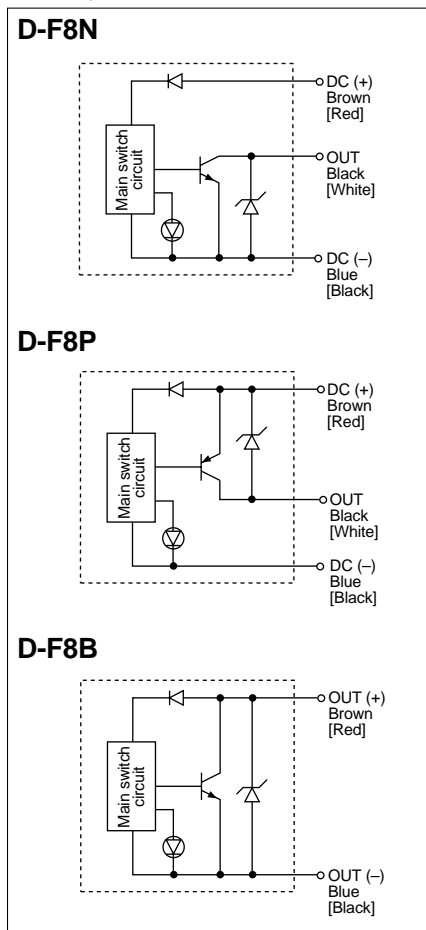 D-F8N
DC (+)
Brown
[Red]
Main switch
circuit
OUT
Black
[White]
DC (–)
Blue
[Black]
D-F8P
DC (+)
Brown
[Red]
Main switch
circuit
OUT
Black
[White]
DC (–)
Blue
[Black]
D-F8B
OUT (+)
Brown
[Red]
Main switch
circuit
OUT (–)
Blue
[Black]